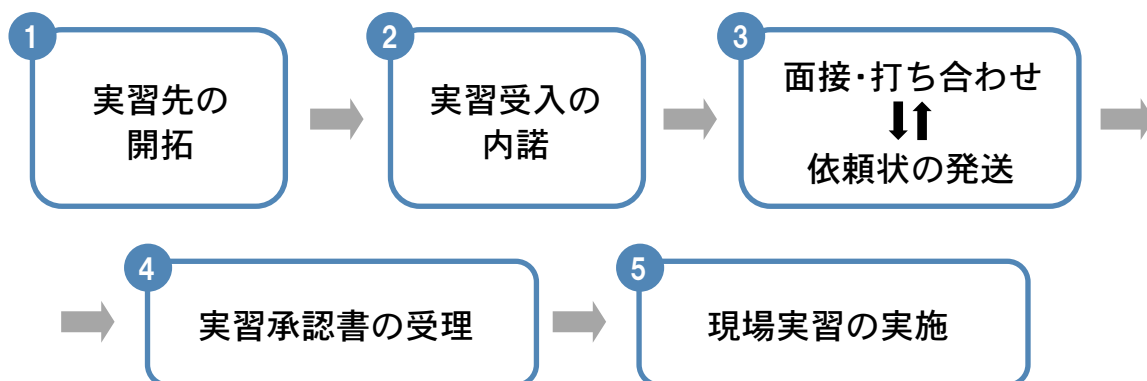 1
実習先の
開拓
2
実習受入の
内諾
3
面接・打ち合わせ
依頼状の発送
4
実習承認書の受理
5
現場実習の実施